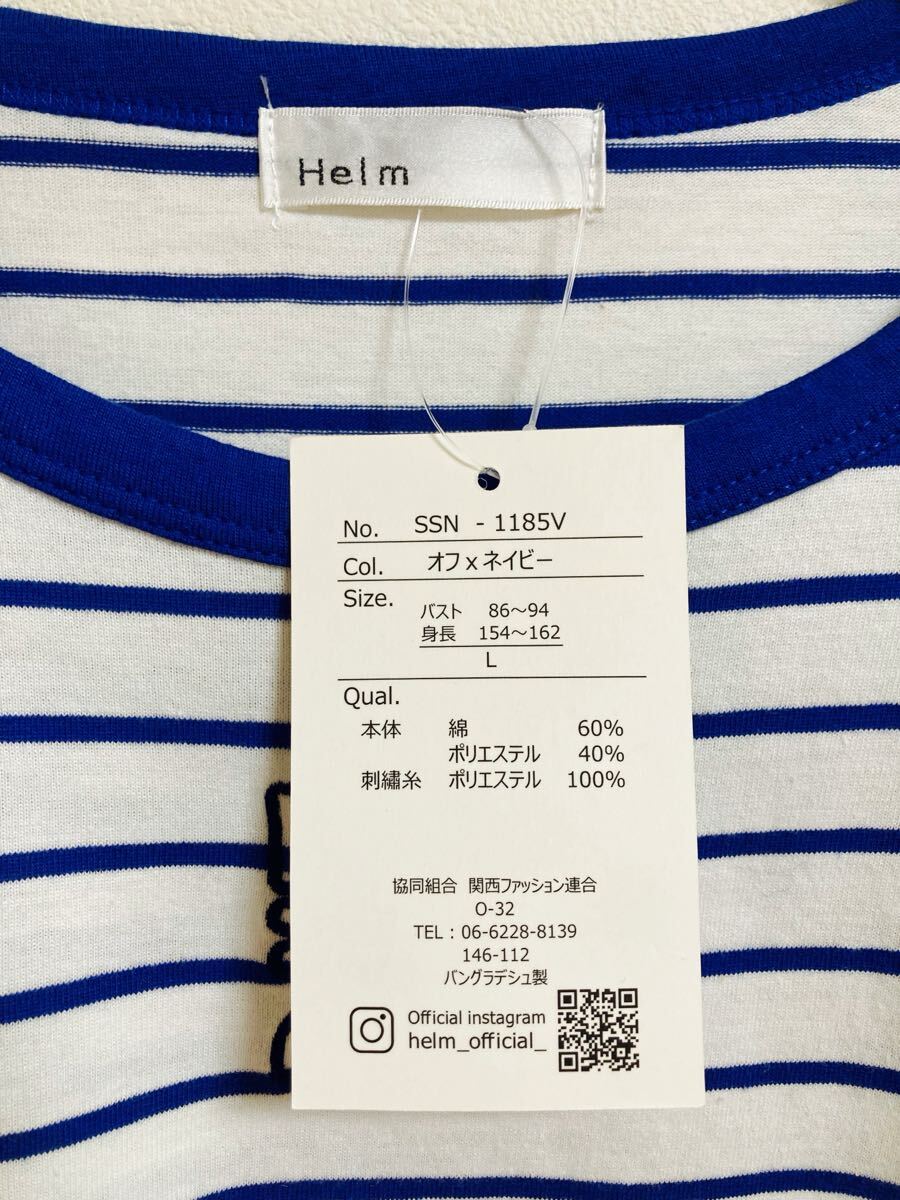 Helm
No. SSN - 1185V
Col. オフxネイビー
Size.
バスト 86～94
身長 154～162
L
Qual.
本体 綿 60%
ポリエステル 40%
刺繡糸 ポリエステル 100%
協同組合 関西ファッション連合
O-32
TEL : 06-6228-8139
146-112
バングラデシュ製
Official instagram
helm_official_